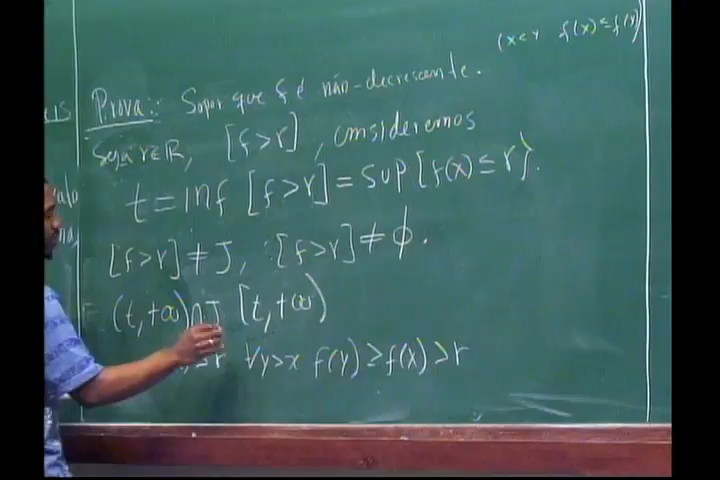 (x<y f(x)≤f(y))
Prova: Supor que f é não-decrescente.
Seja r∈R, [f>r], consideremos
t = inf [f>r] = sup {f(x) ≤ r}.
[f>r] ≠ J, [f>r] ≠ ϕ.
(t,+∞)∩J [t,+∞)
>r ∀y>x f(y) ≥ f(x) > r